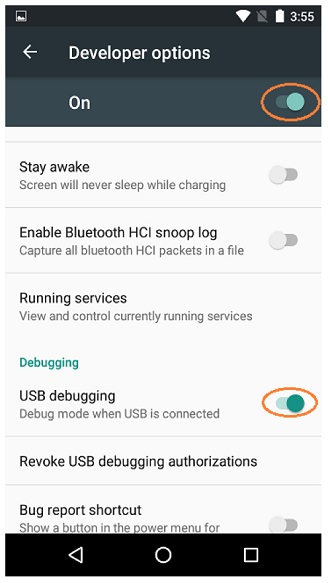 3:55
Developer options
On
Stay awake
Screen will never sleep while charging
Enable Bluetooth HCI snoop log
Capture all bluetooth HCI packets in a file
Running services
View and control currently running services
Debugging
USB debugging
Debug mode when USB is connected
Revoke USB debugging authorizations
Bug report shortcut
Show a button in the power menu for